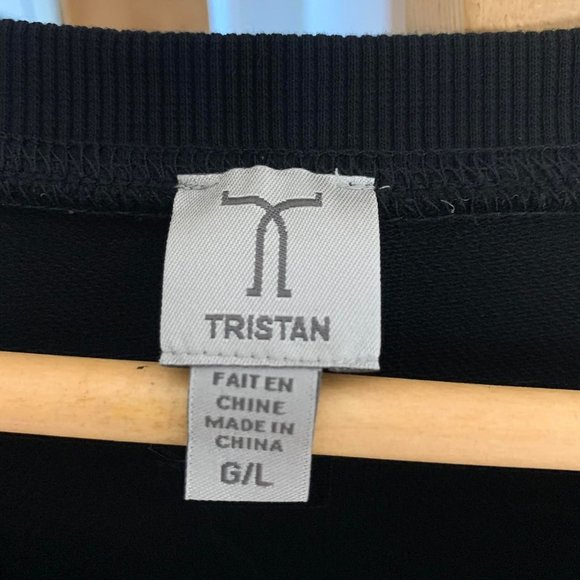 TRISTAN
FAIT EN
CHINE
MADE IN
CHINA
G/L